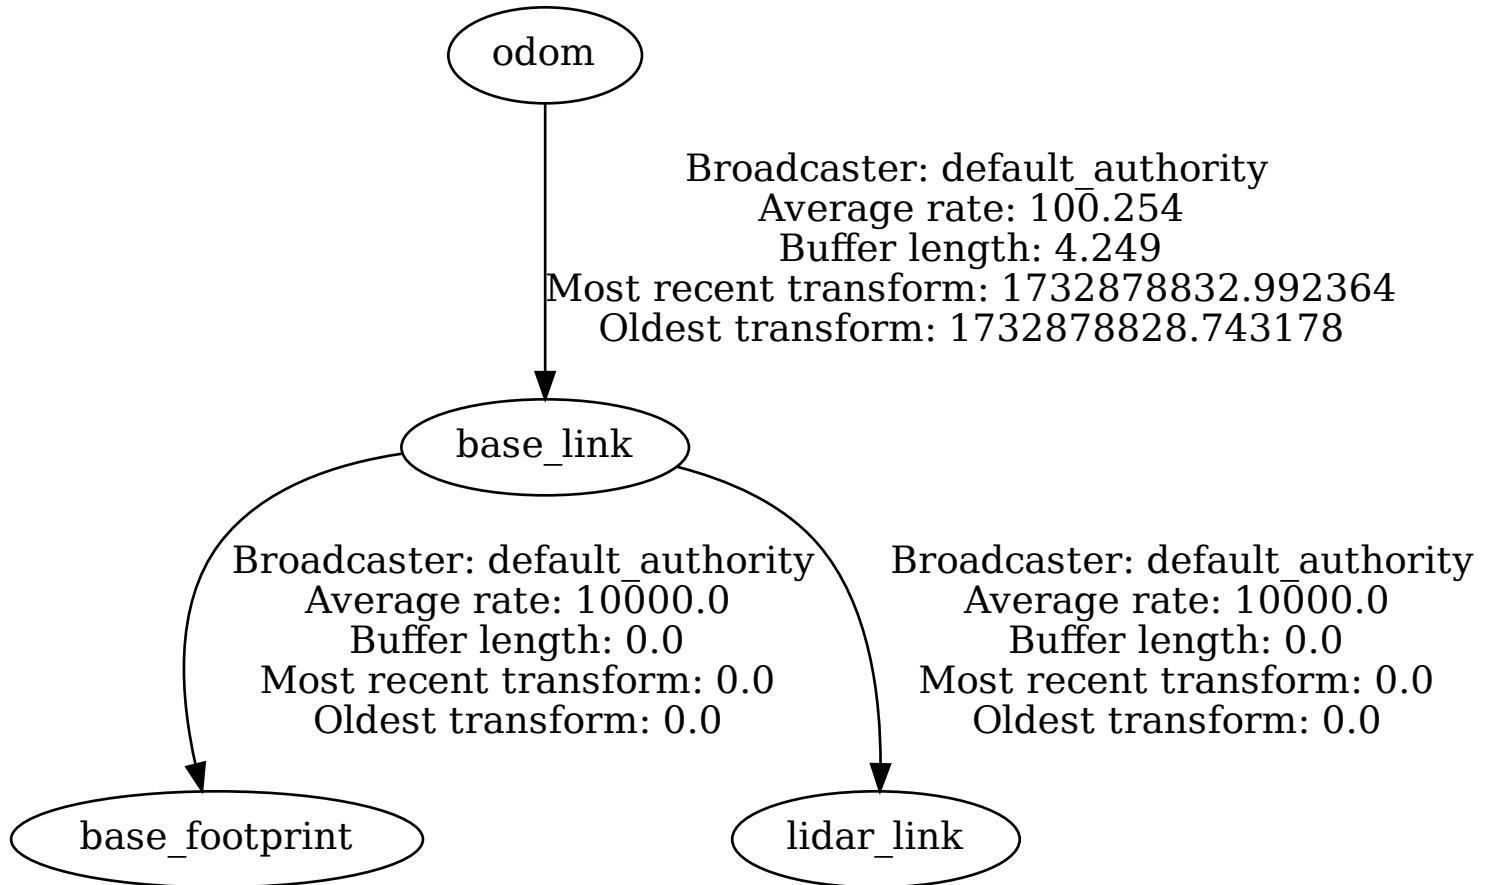 odom
Broadcaster: default_authority
Average rate: 100.254
Buffer length: 4.249
Most recent transform: 1732878832.992364
Oldest transform: 1732878828.743178
base_link
Broadcaster: default_authority
Average rate: 10000.0
Buffer length: 0.0
Most recent transform: 0.0
Oldest transform: 0.0
Broadcaster: default_authority
Average rate: 10000.0
Buffer length: 0.0
Most recent transform: 0.0
Oldest transform: 0.0
base_footprint
lidar_link